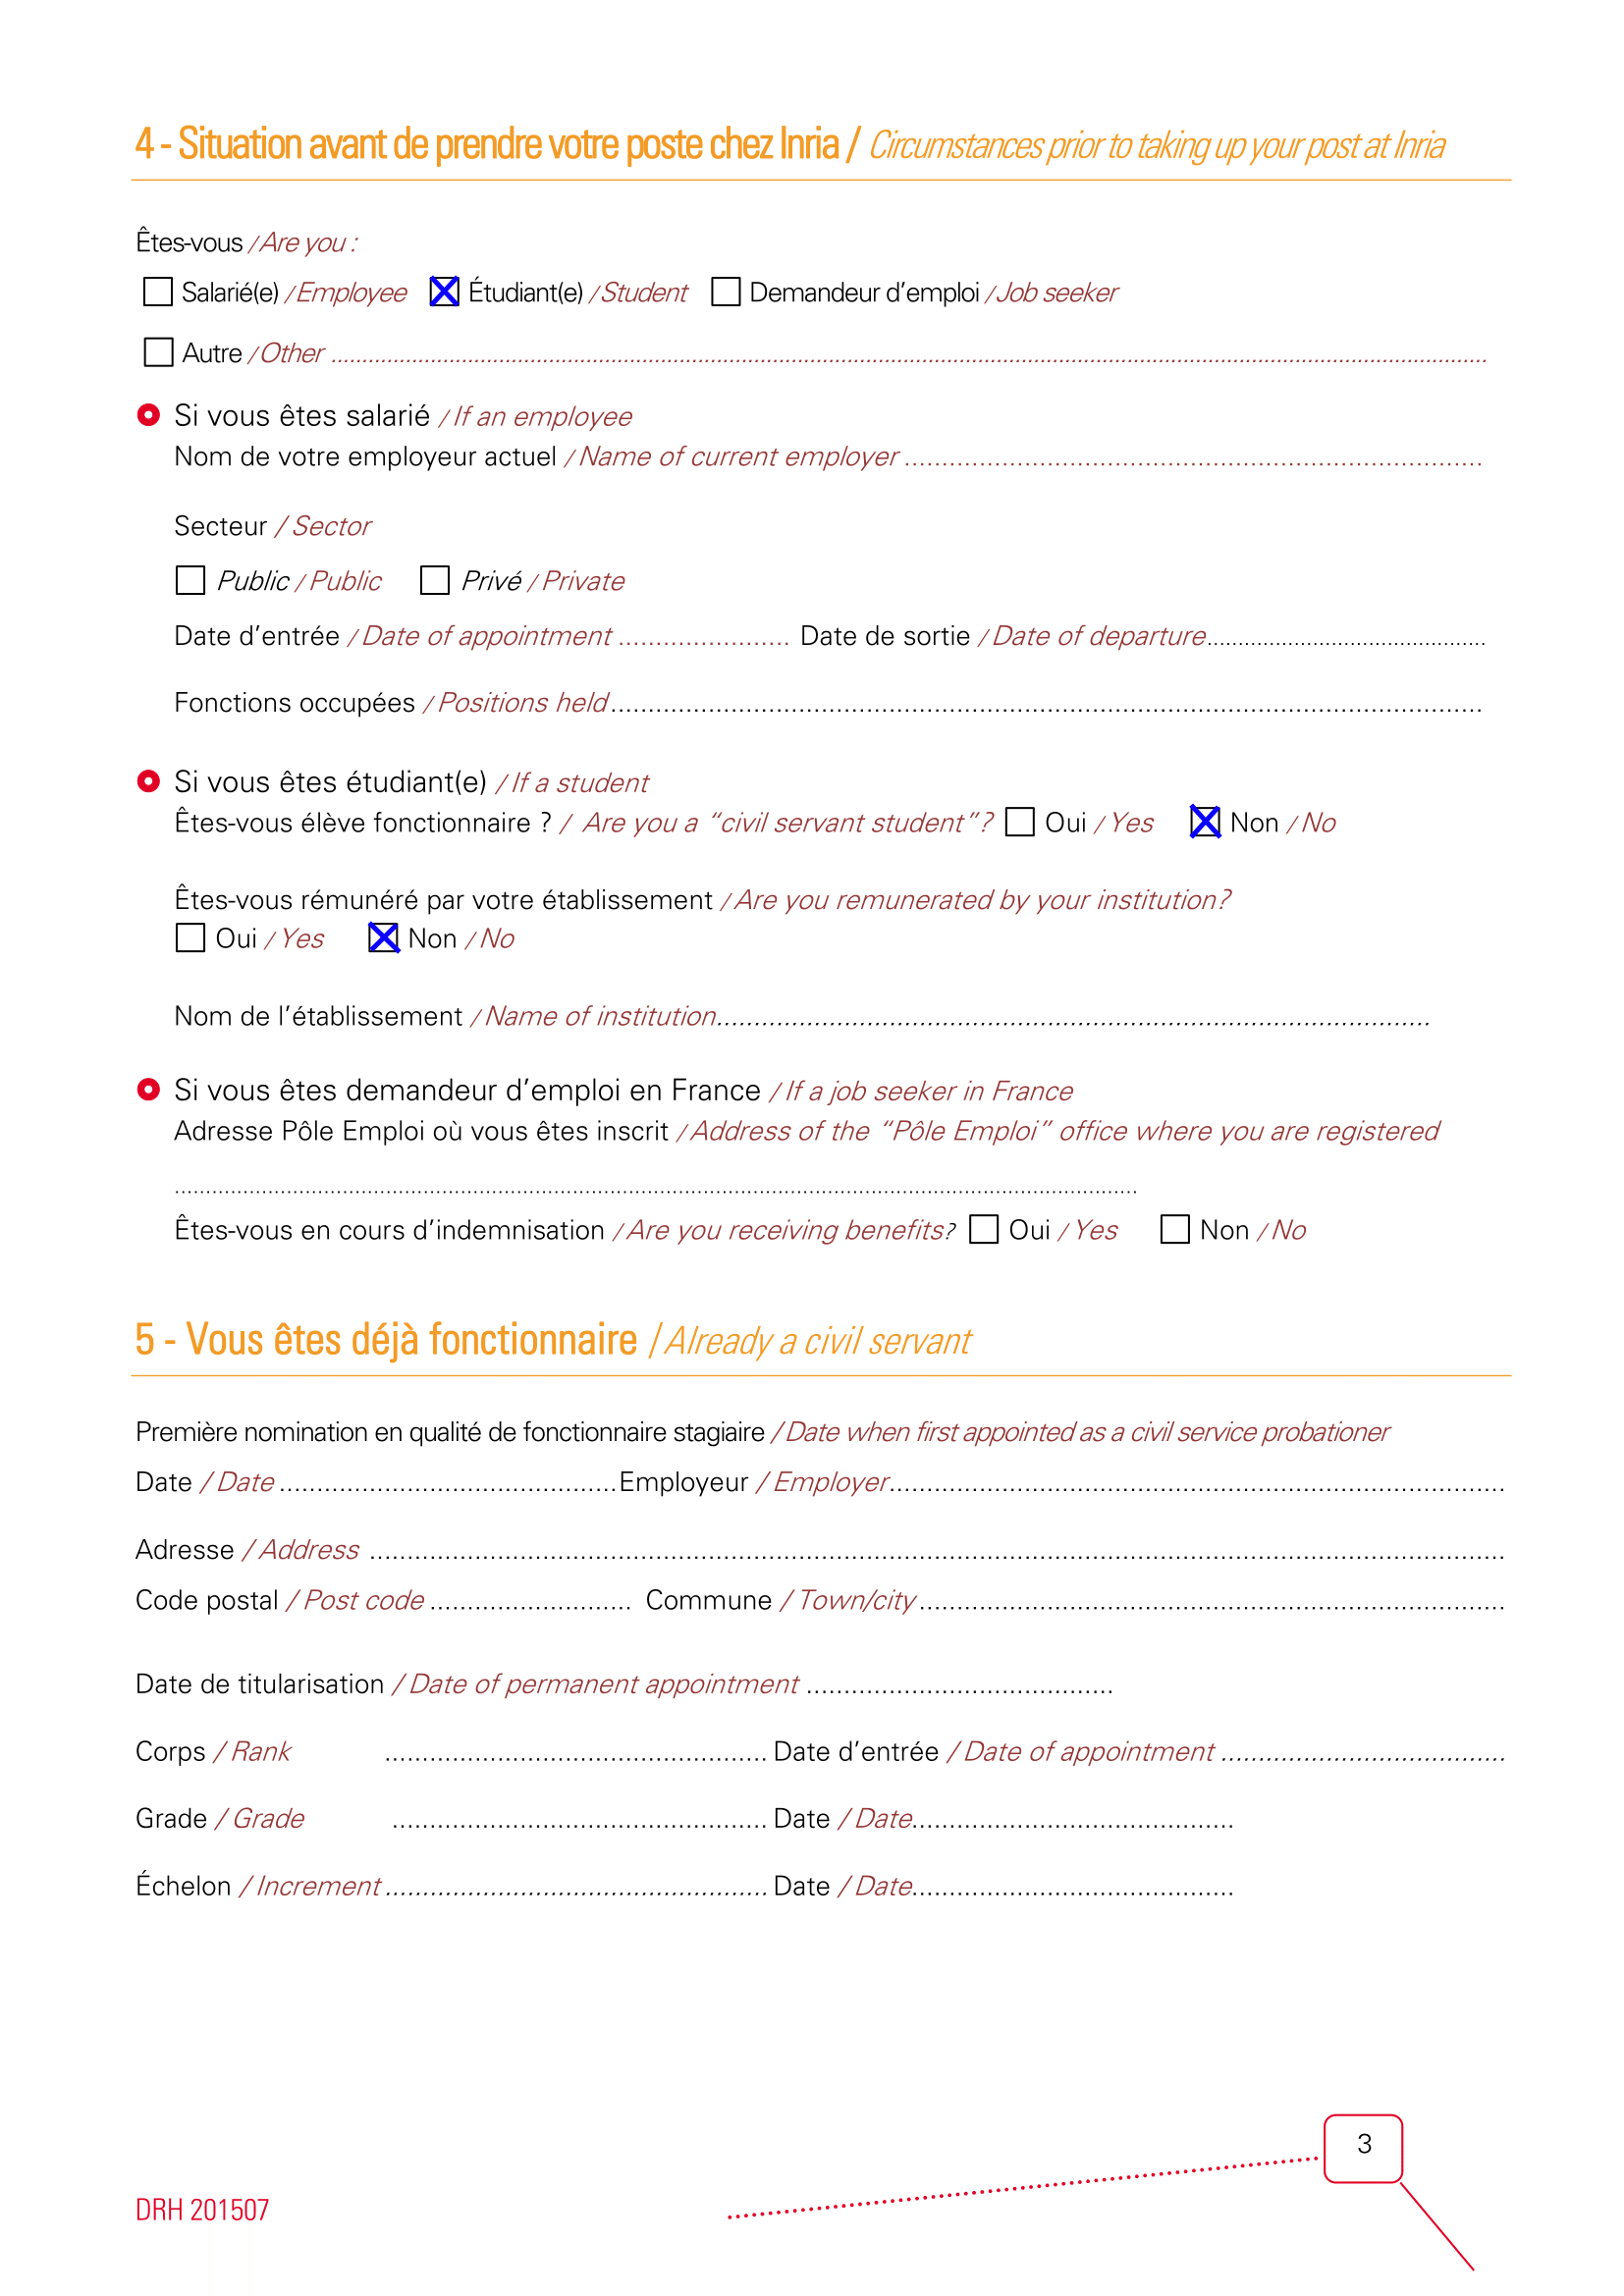 4 - Situation avant de prendre votre poste chez Inria / Circumstances prior to taking up your post at Inria
Êtes-vous / Are you :
Salarié(e) / Employee Étudiant(e) / Student Demandeur d’emploi / Job seeker
Autre / Other ................................................................
Si vous êtes salarié / If an employee
Nom de votre employeur actuel / Name of current employer ................................................................
Secteur / Sector
Public / Public Privé / Private
Date d’entrée / Date of appointment ....................... Date de sortie / Date of departure.............................................
Fonctions occupées / Positions held................................................................
Si vous êtes étudiant(e) / If a student
Êtes-vous élève fonctionnaire ? / Are you a “civil servant student”? Oui / Yes Non / No
Êtes-vous rémunéré par votre établissement / Are you remunerated by your institution?
Oui / Yes Non / No
Nom de l’établissement / Name of institution................................................................
Si vous êtes demandeur d’emploi en France / If a job seeker in France
Adresse Pôle Emploi où vous êtes inscrit / Address of the “Pôle Emploi” office where you are registered
................................................................
Êtes-vous en cours d’indemnisation / Are you receiving benefits? Oui / Yes Non / No
5 - Vous êtes déjà fonctionnaire / Already a civil servant
Première nomination en qualité de fonctionnaire stagiaire / Date when first appointed as a civil service probationer
Date / Date .............................................Employeur / Employer................................................................
Adresse / Address ................................................................
Code postal / Post code ........................... Commune / Town/city................................................................
Date de titularisation / Date of permanent appointment .........................................
Corps / Rank ................................................... Date d’entrée / Date of appointment ......................................
Grade / Grade .................................................. Date / Date...........................................
Échelon / Increment................................................... Date / Date...........................................
3
DRH 201507